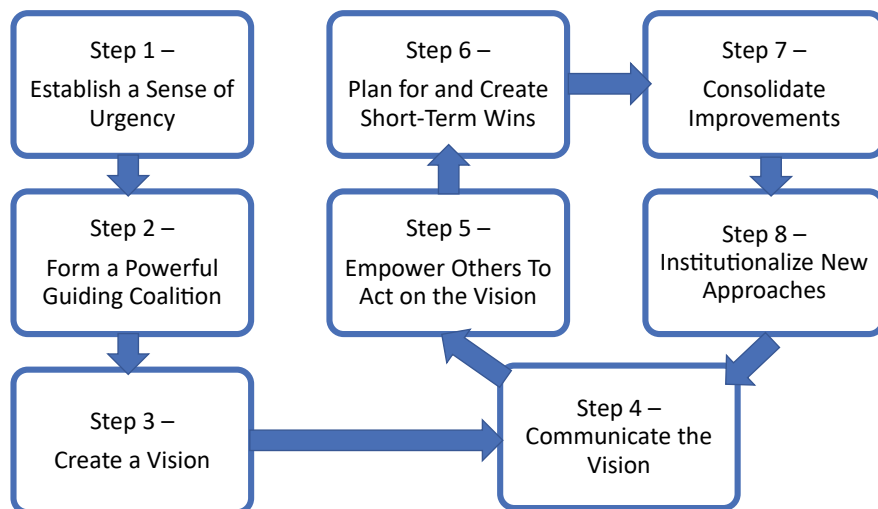 Step 1 –
Establish a Sense of
Urgency
Step 2 –
Form a Powerful
Guiding Coalition
Step 3 –
Create a Vision
Step 4 –
Communicate the
Vision
Step 5 –
Empower Others To
Act on the Vision
Step 6 –
Plan for and Create
Short-Term Wins
Step 7 –
Consolidate
Improvements
Step 8 –
Institutionalize New
Approaches